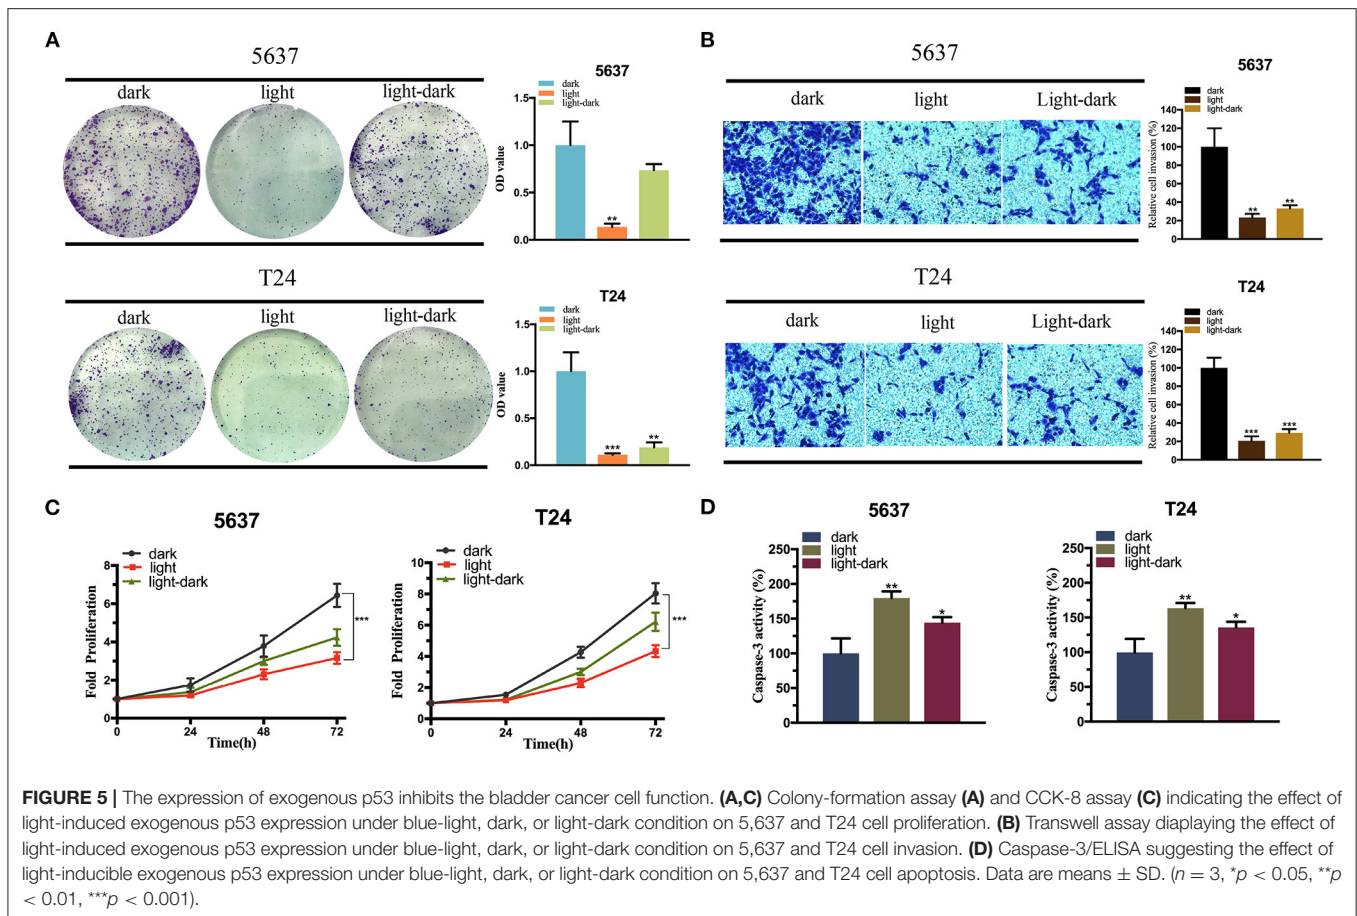 A
5637
dark light light-dark
5637
dark
light
light-dark
1.5
1.0
0.5
0.0
OD value
**
T24
dark light light-dark
T24
dark
light
light-dark
1.5
1.0
0.5
0.0
OD value
***
**
B
5637
dark light Light-dark
5637
dark
light
light-dark
140
120
100
80
60
40
20
0
Relative cell invasion (%)
**
**
T24
dark light Light-dark
T24
dark
light
light-dark
140
120
100
80
60
40
20
0
Relative cell invasion (%)
***
***
C
5637
dark
light
light-dark
8
6
4
2
0
Fold Proliferation
***
0 24 48 72
Time(h)
T24
dark
light
light-dark
10
8
6
4
2
0
Fold Proliferation
***
0 24 48 72
Time(h)
D
5637
dark
light
light-dark
250
200
150
100
50
0
Caspase-3 activity (%)
**
*
T24
dark
light
light-dark
250
200
150
100
50
0
Caspase-3 activity (%)
**
*
FIGURE 5 | The expression of exogenous p53 inhibits the bladder cancer cell function. (A,C) Colony-formation assay (A) and CCK-8 assay (C) indicating the effect of
light-induced exogenous p53 expression under blue-light, dark, or light-dark condition on 5,637 and T24 cell proliferation. (B) Transwell assay diaplaying the effect of
light-induced exogenous p53 expression under blue-light, dark, or light-dark condition on 5,637 and T24 cell invasion. (D) Caspase-3/ELISA suggesting the effect of
light-inducible exogenous p53 expression under blue-light, dark, or light-dark condition on 5,637 and T24 cell apoptosis. Data are means ± SD. (n = 3, *p < 0.05, **p
< 0.01, ***p < 0.001).